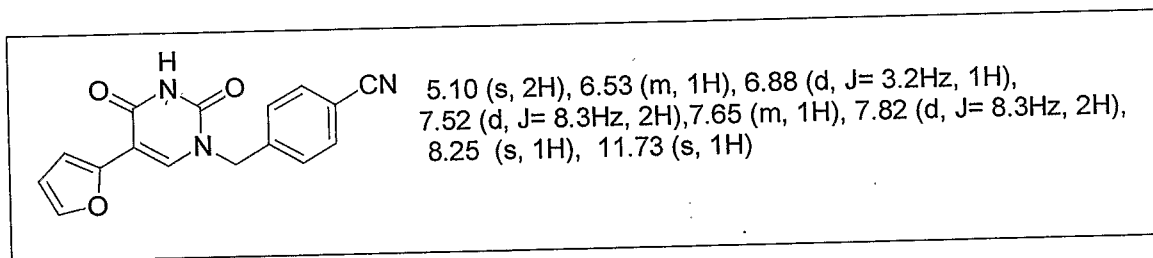 H
O N O
N
O
CN
5.10 (s, 2H), 6.53 (m, 1H), 6.88 (d, J= 3.2Hz, 1H),
7.52 (d, J= 8.3Hz, 2H),7.65 (m, 1H), 7.82 (d, J= 8.3Hz, 2H),
8.25 (s, 1H), 11.73 (s, 1H)